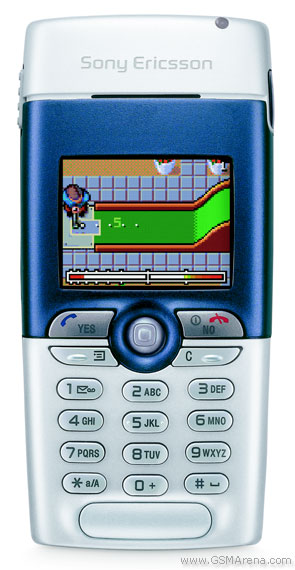 Sony Ericsson
.5..
YES
NO
C
1
2 ABC
3 DEF
4 GHI
5 JKL
6 MNO
7 PQRS
8 TUV
9 WXYZ
* a/A
0 +
#
www.GSMArena.com